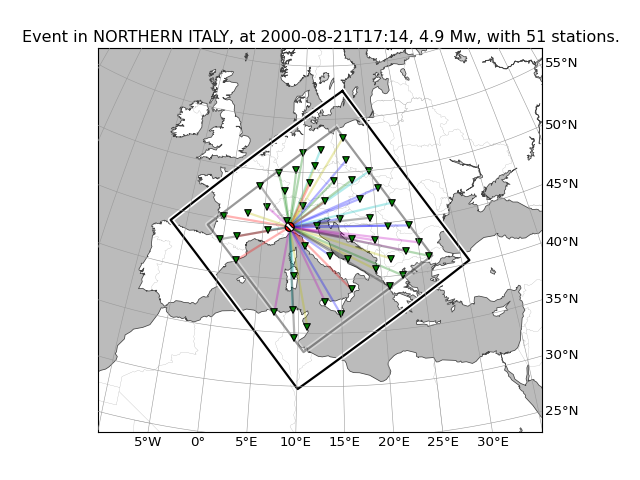 Event in NORTHERN ITALY, at 2000-08-21T17:14, 4.9 Mw, with 51 stations.
55°N
50°N
45°N
40°N
35°N
30°N
25°N
5°W 0° 5°E 10°E 15°E 20°E 25°E 30°E